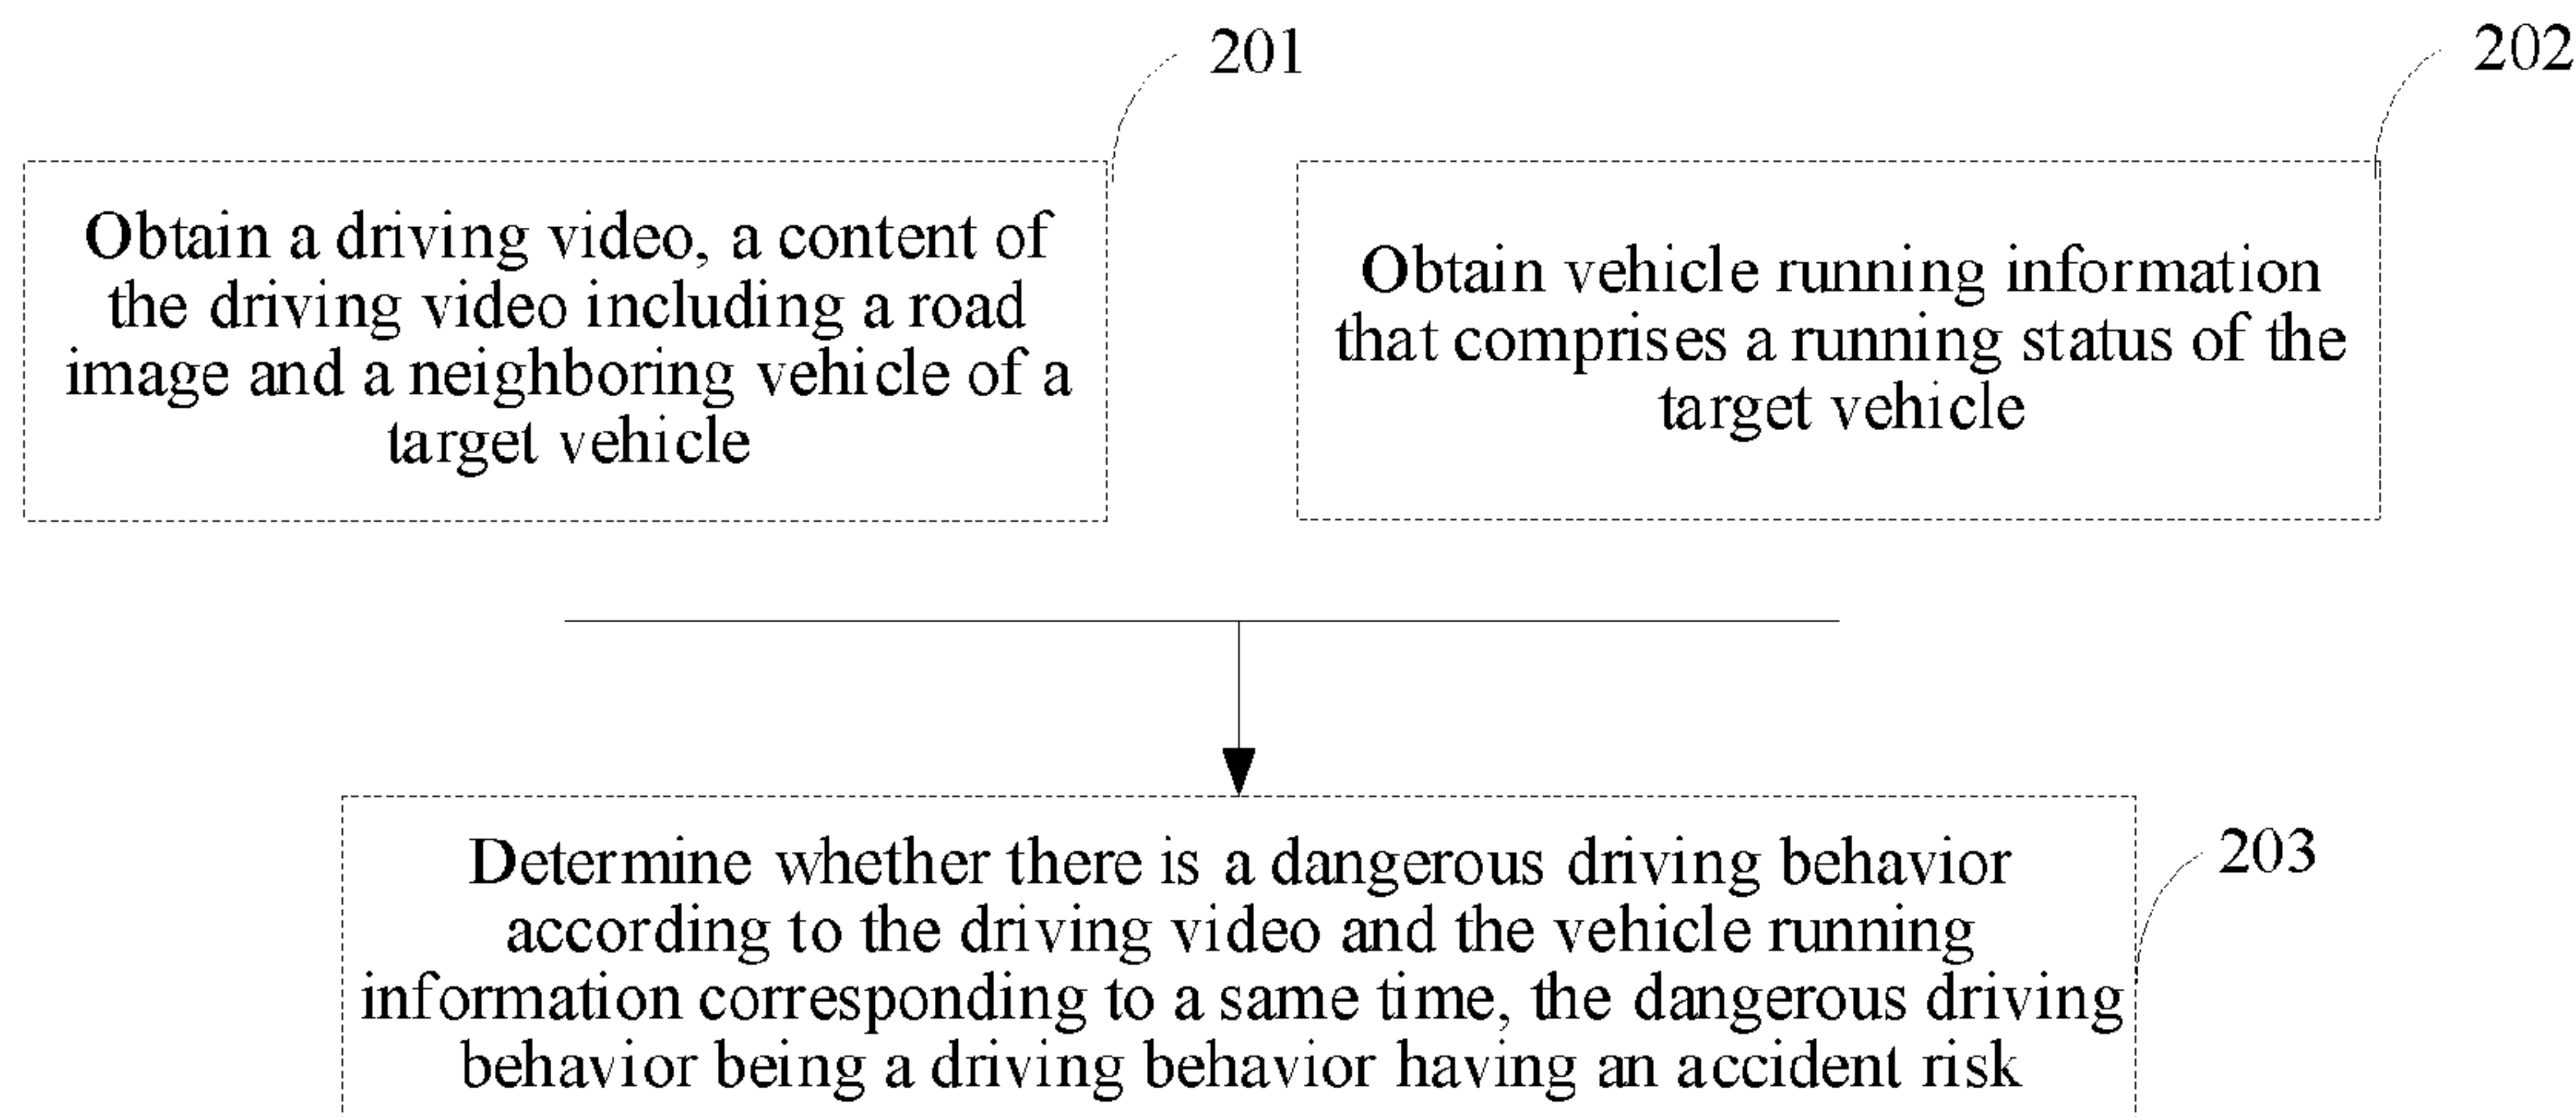 201
202
Obtain a driving video, a content of
the driving video including a road
image and a neighboring vehicle of a
target vehicle
Obtain vehicle running information
that comprises a running status of the
target vehicle
203
Determine whether there is a dangerous driving behavior
according to the driving video and the vehicle running
information corresponding to a same time, the dangerous driving
behavior being a driving behavior having an accident risk